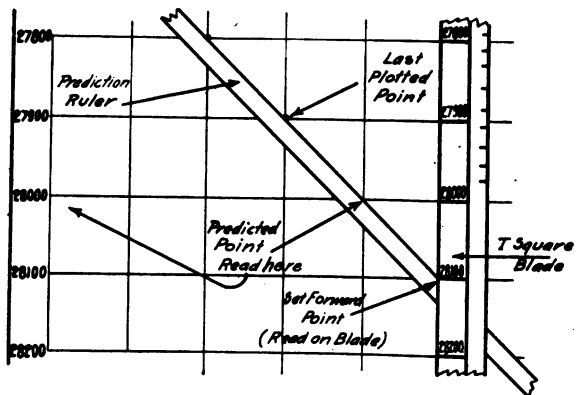 27800
27900
28000
28100
28200
Prediction
Ruler
Last
Plotted
Point
Predicted
Point
Read here
Set Forward
Point
(Read on Blade)
T Square
Blade
27800
27900
28000
28100
28200